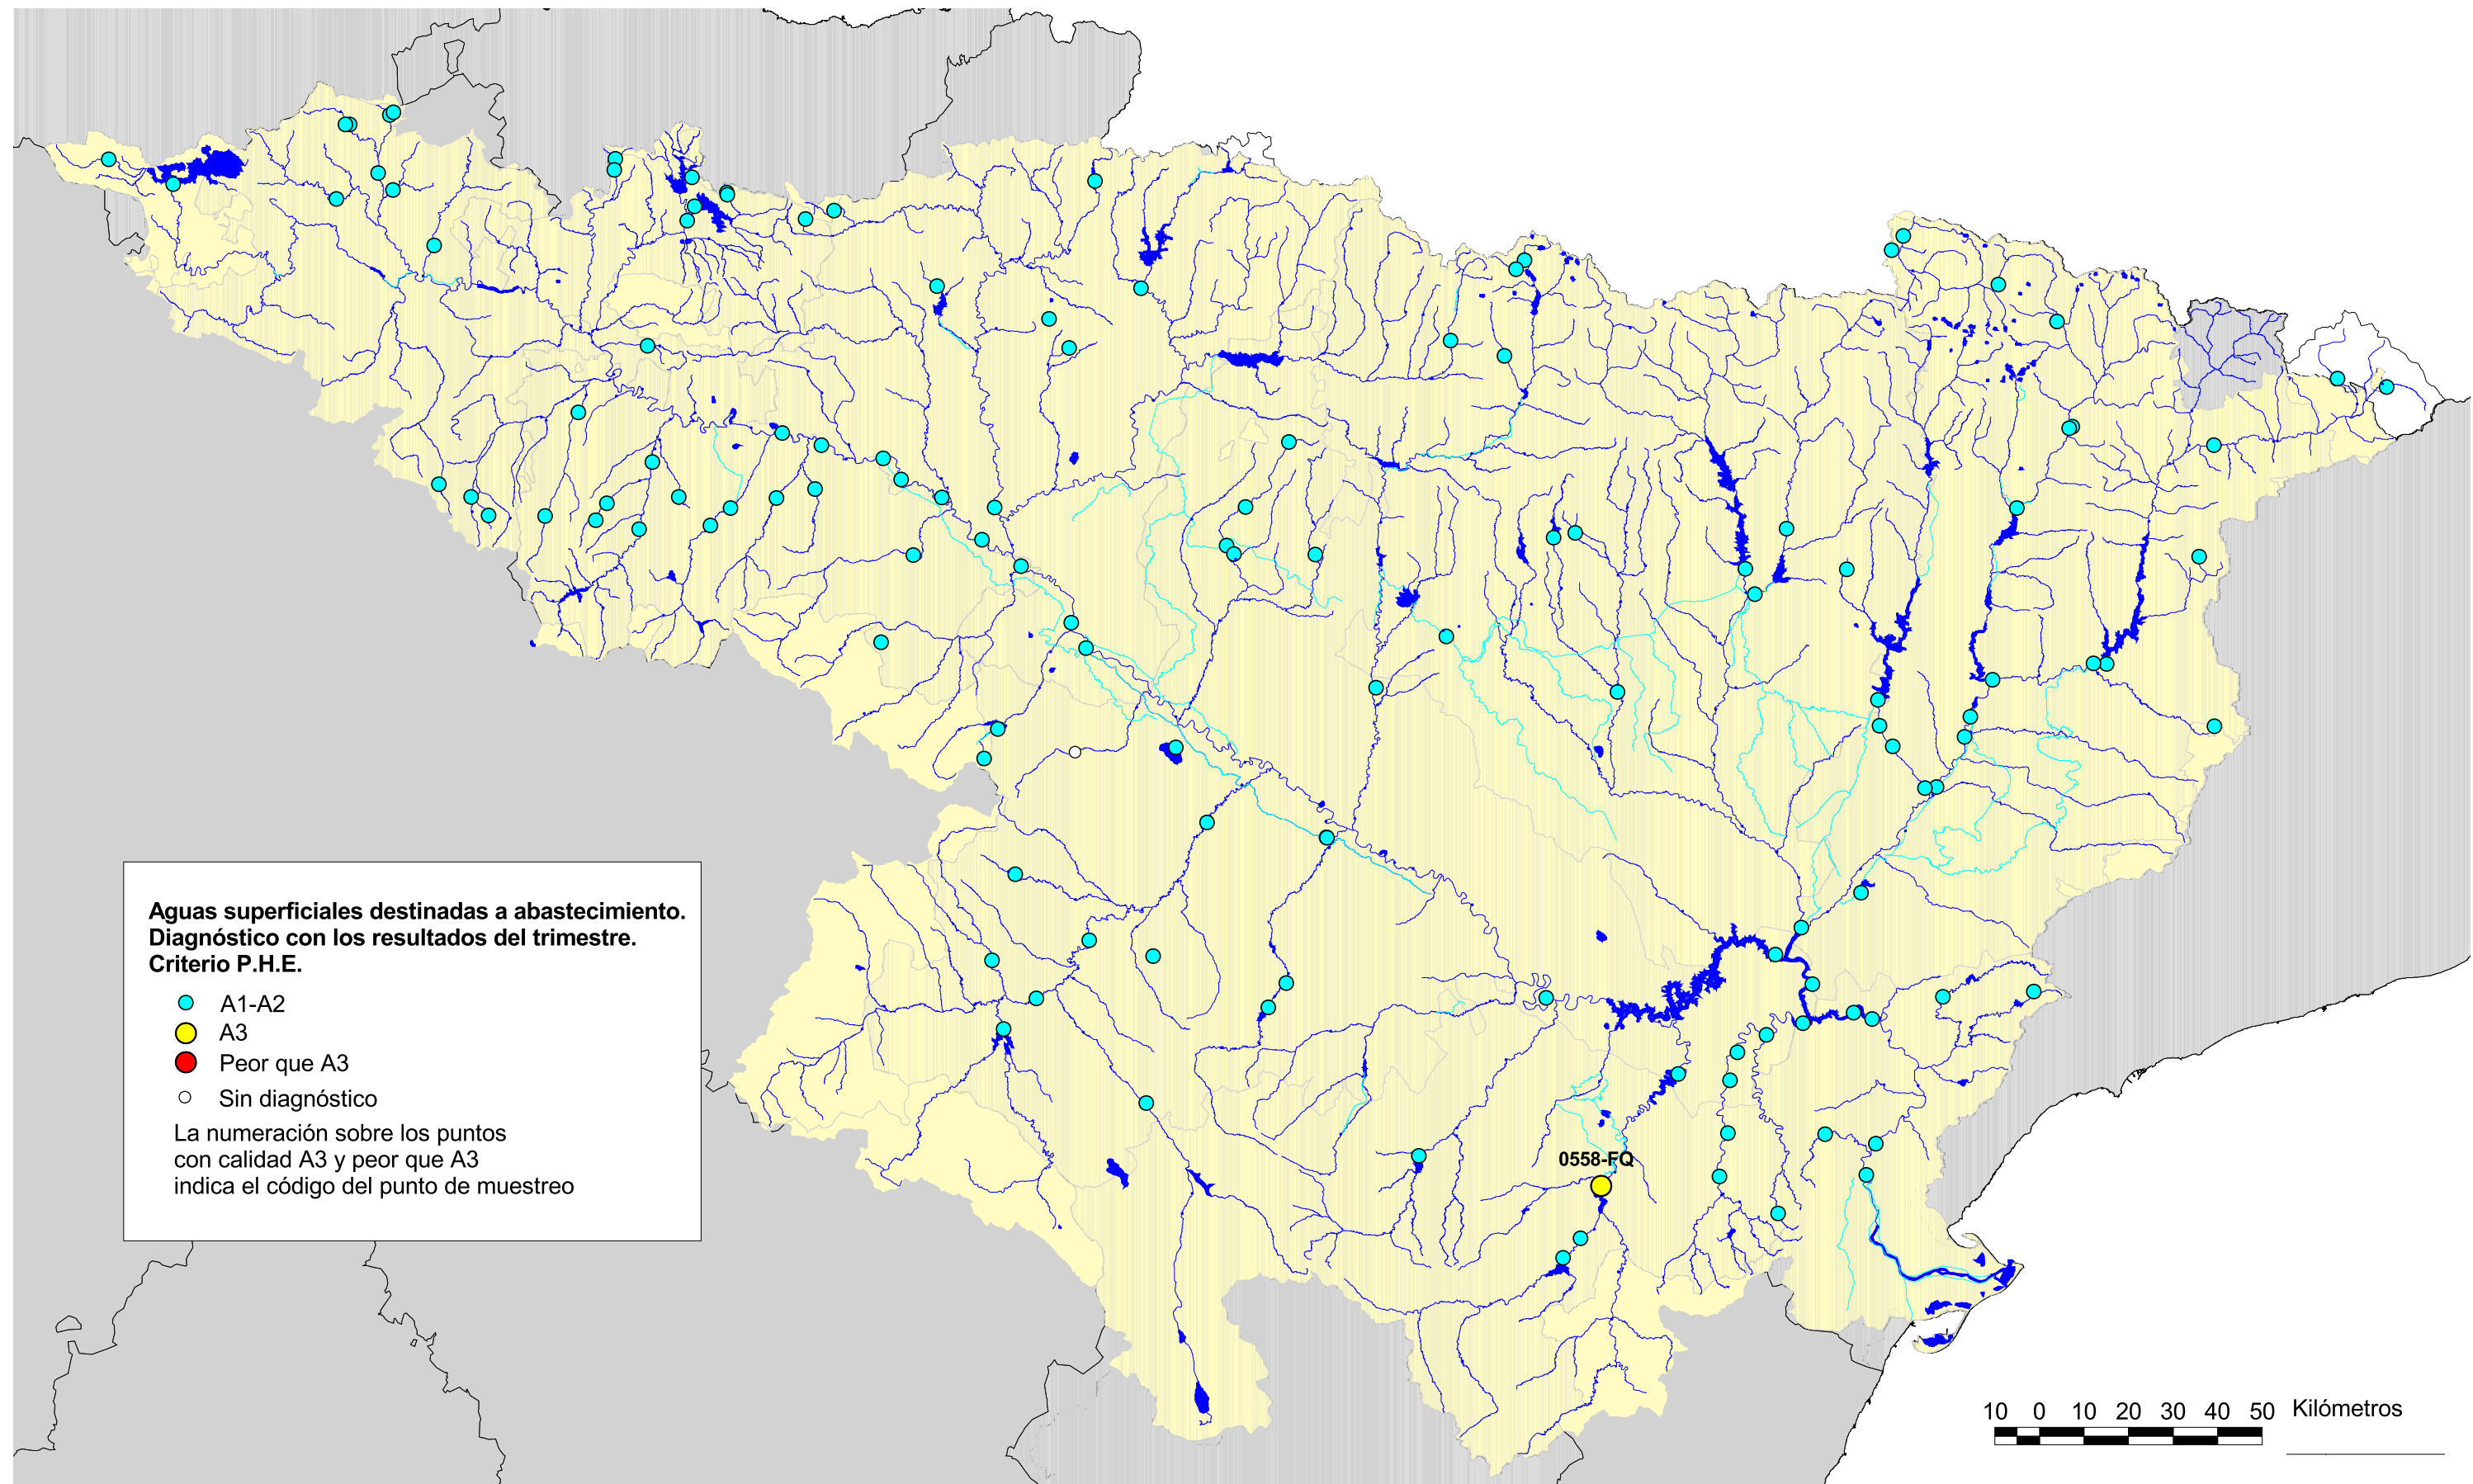 Aguas superficiales destinadas a abastecimiento.
Diagnóstico con los resultados del trimestre.
Criterio P.H.E.
A1-A2
A3
Peor que A3
Sin diagnóstico
La numeración sobre los puntos
con calidad A3 y peor que A3
indica el código del punto de muestreo
0558-FQ
10 0 10 20 30 40 50 Kilómetros